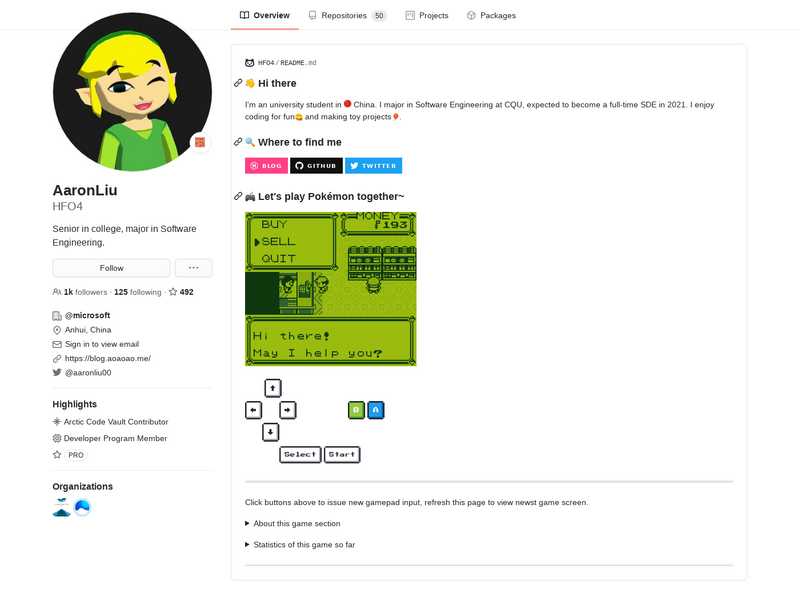 Overview
Repositories 50
Projects
Packages
AaronLiu
HFO4
Senior in college, major in Software
Engineering.
Follow
1k followers · 125 following · 492
@microsoft
Anhui, China
Sign in to view email
https://blog.aoaoao.me/
@aaronliu00
Highlights
Arctic Code Vault Contributor
Developer Program Member
PRO
Organizations
HFO4/README.md
Hi there
I'm an university student in China. I major in Software Engineering at CQU, expected to become a full-time SDE in 2021. I enjoy
coding for fun and making toy projects.
Where to find me
BLOG GITHUB TWITTER
Let's play Pokémon together~
BUY
SELL
QUIT
MONEY
₽193
Hi there!
May I help you?
B A
Select Start
Click buttons above to issue new gamepad input, refresh this page to view newst game screen.
About this game section
Statistics of this game so far